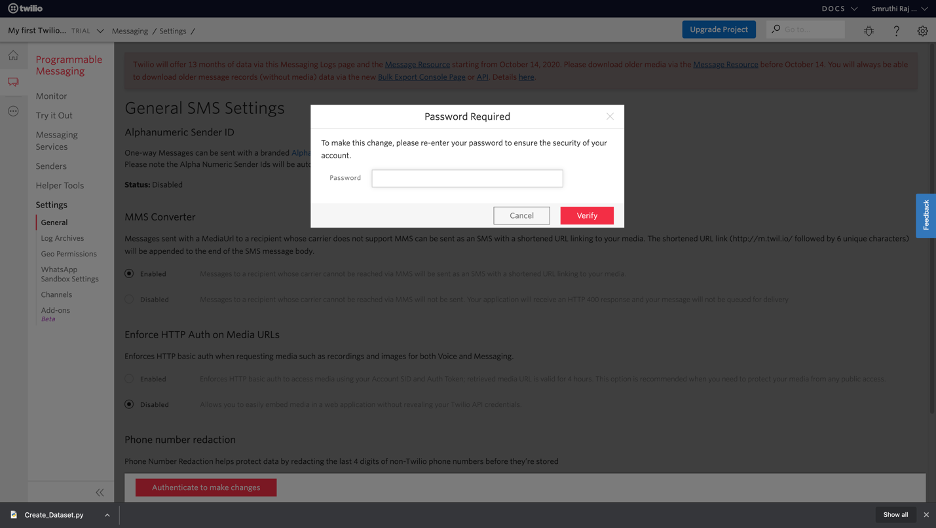 twilio
DOCS
Smruthi Raj ...
My first Twilio... TRIAL
Messaging / Settings /
Upgrade Project
Go to...
Programmable
Messaging
Monitor
Try it Out
Messaging
Services
Senders
Helper Tools
Settings
General
Log Archives
Geo Permissions
WhatsApp
Sandbox Settings
Channels
Add-ons
Beta
Twilio will offer 13 months of data via this Messaging Logs page and the Message Resource starting from October 14, 2020. Please download older media via the Message Resource before October 14. You will always be able
to download older message records (without media) data via the new Bulk Export Console Page or API. Details here.
General SMS Settings
Alphanumeric Sender ID
One-way Messages can be sent with a branded Alpha
Please note the Alpha Numeric Sender ids will be aut
Status: Disabled
Password Required
To make this change, please re-enter your password to ensure the security of your
account.
Password
Cancel
Verify
MMS Converter
Messages sent with a MediaUrl to a recipient whose carrier does not support MMS can be sent as an SMS with a shortened URL linking to your media. The shortened URL link (http://m.twil.io/ followed by 6 unique characters)
will be appended to the end of the SMS message body.
Enabled Messages to a recipient whose carrier cannot be reached via MMS will be sent as an SMS with a shortened URL linking to your media
Disabled Messages to a recipient whose carrier cannot be reached via MMS will not be sent. Your application will receive an HTTP 400 response and your message will not be queued for delivery
Enforce HTTP Auth on Media URLs
Enforces HTTP basic auth when requesting media such as recordings and images for both Voice and Messaging.
Enabled Enforces HTTP basic auth to access media using your Account SID and Auth Token; retrieved media URL is valid for 4 hours. This option is recommended when you need to protect your media from any public access
Disabled Allows you to easily embed media in a web application without revealing your Twilio API credentials
Phone number redaction
Phone Number Redaction helps protect data by redacting the last 4 digits of non-Twilio phone numbers before they're stored
Authenticate to make changes
Feedback
Create_Dataset.py
Show all